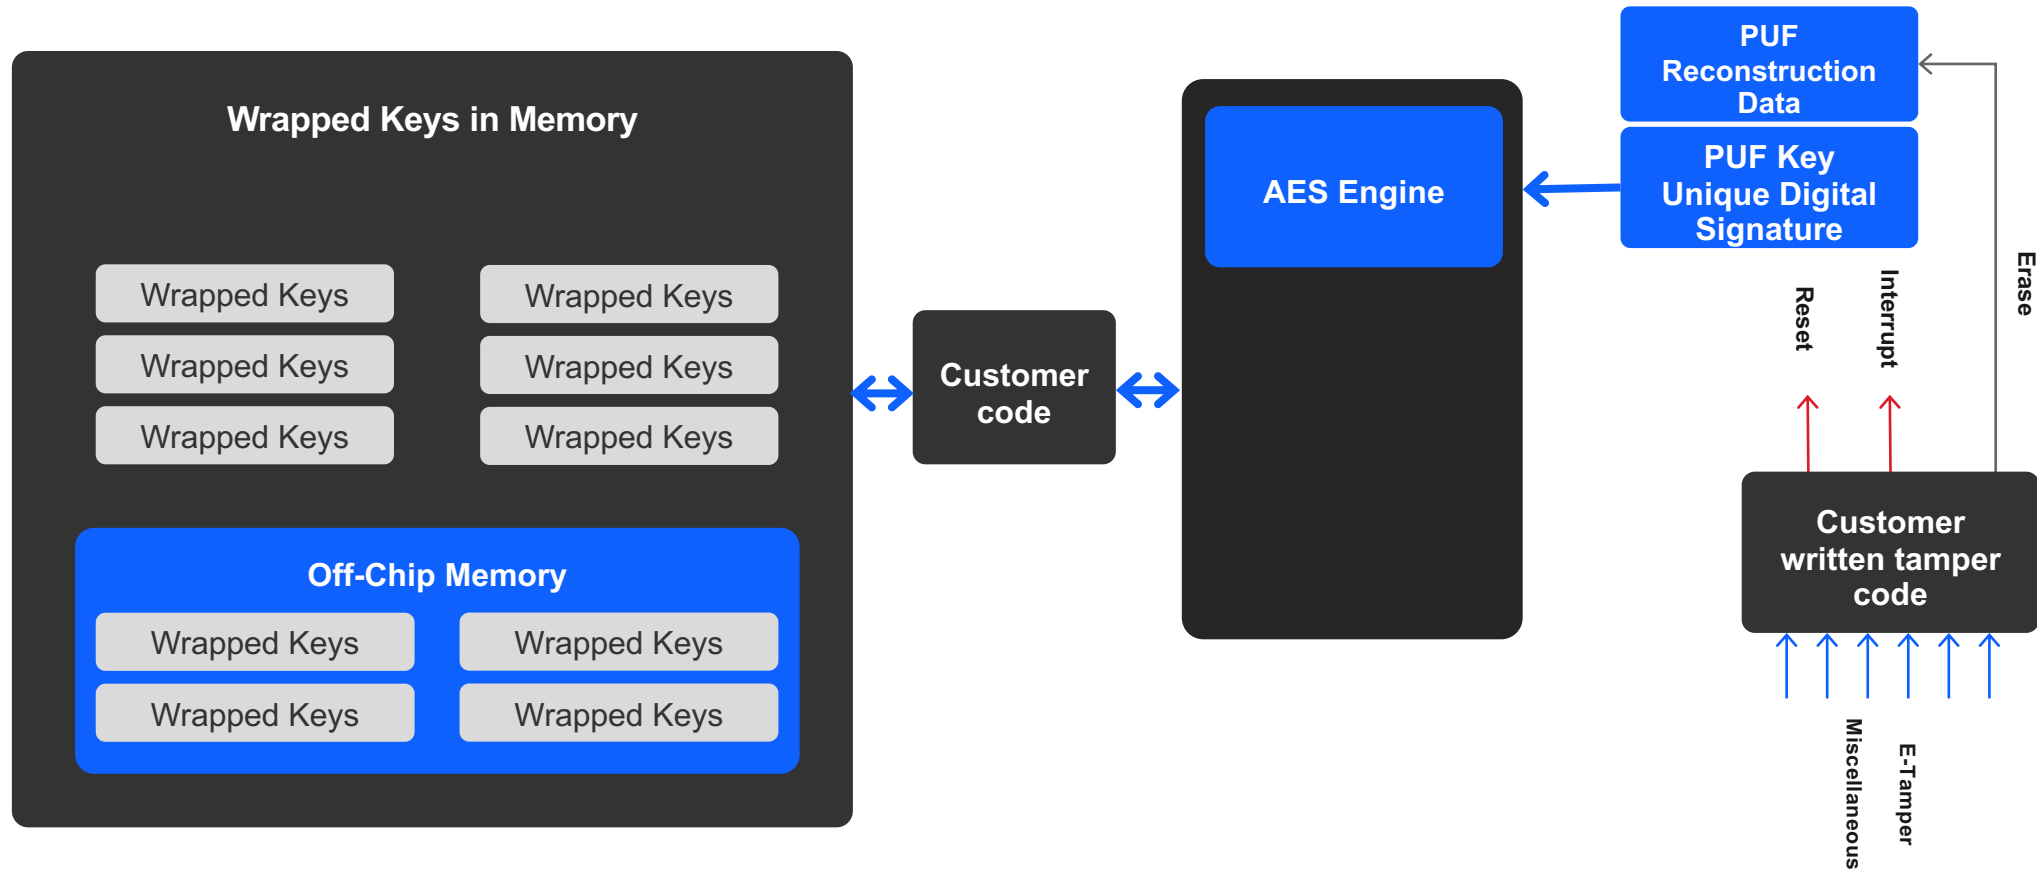 Wrapped Keys in Memory
Wrapped Keys
Wrapped Keys
Wrapped Keys
Wrapped Keys
Wrapped Keys
Wrapped Keys
Off-Chip Memory
Wrapped Keys
Wrapped Keys
Wrapped Keys
Wrapped Keys
Customer
code
AES Engine
PUF
Reconstruction
Data
PUF Key
Unique Digital
Signature
Reset
Interrupt
Erase
Customer
written tamper
code
Miscellaneous
E-Tamper